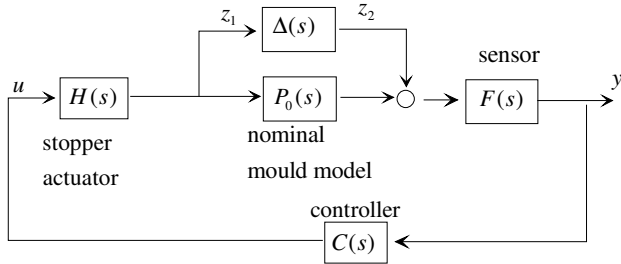 z₁
Δ(s)
z₂
sensor
u
H(s)
P₀(s)
F(s)
y
stopper
actuator
nominal
mould model
controller
C(s)